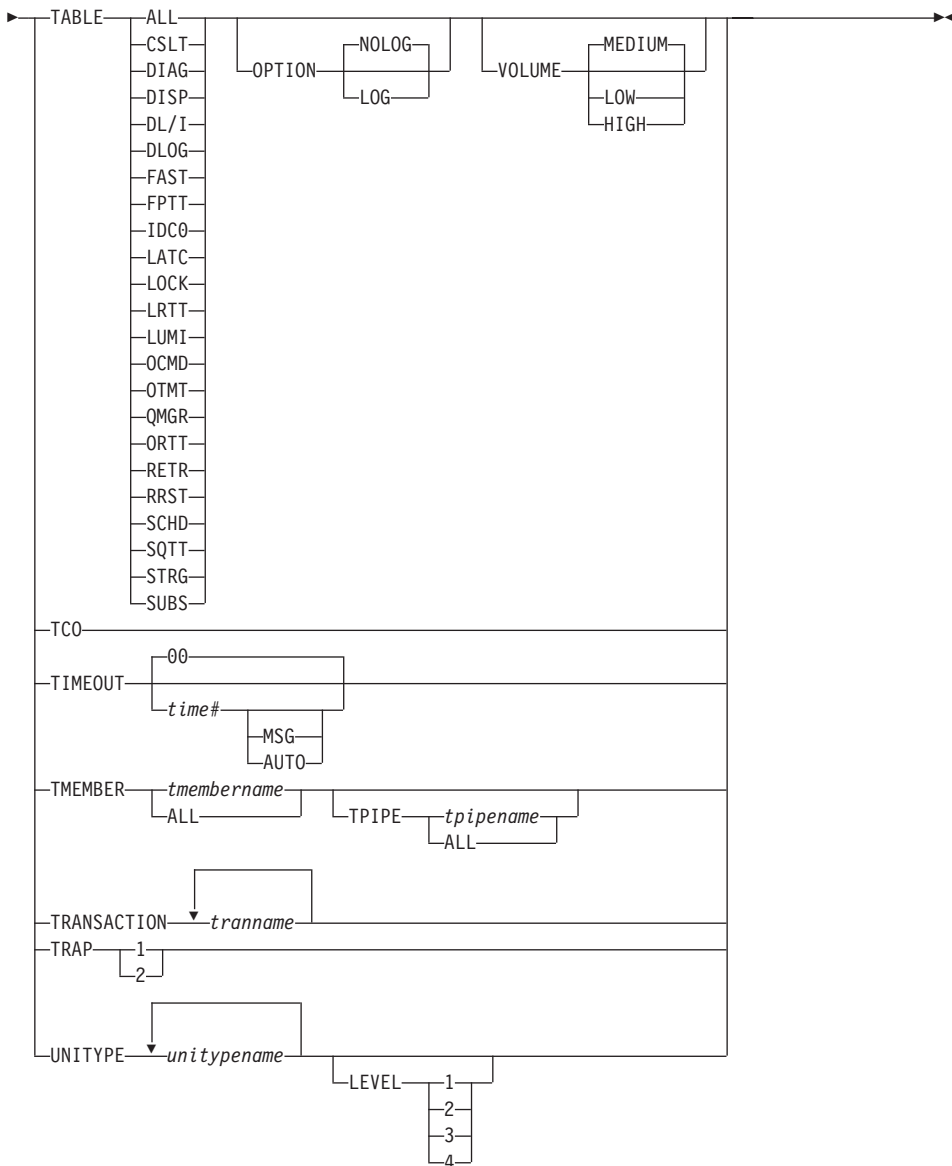 TABLE ALL
CSLT NOLOG MEDIUM
DIAG OPTION VOLUME
DISP LOG LOW
DL/I HIGH
DLOG
FAST
FPTT
IDC0
LATC
LOCK
LRTT
LUMI
OCMD
OTMT
QMGR
ORTT
RETR
RRST
SCHD
SQTT
STRG
SUBS
TCO
00
TIMEOUT
time#
MSG
AUTO
TMEMBER tmembername
ALL TPIPE tpipename
ALL
TRANSACTION tranname
TRAP 1
2
UNITYPE unitypename
LEVEL 1
2
3
4